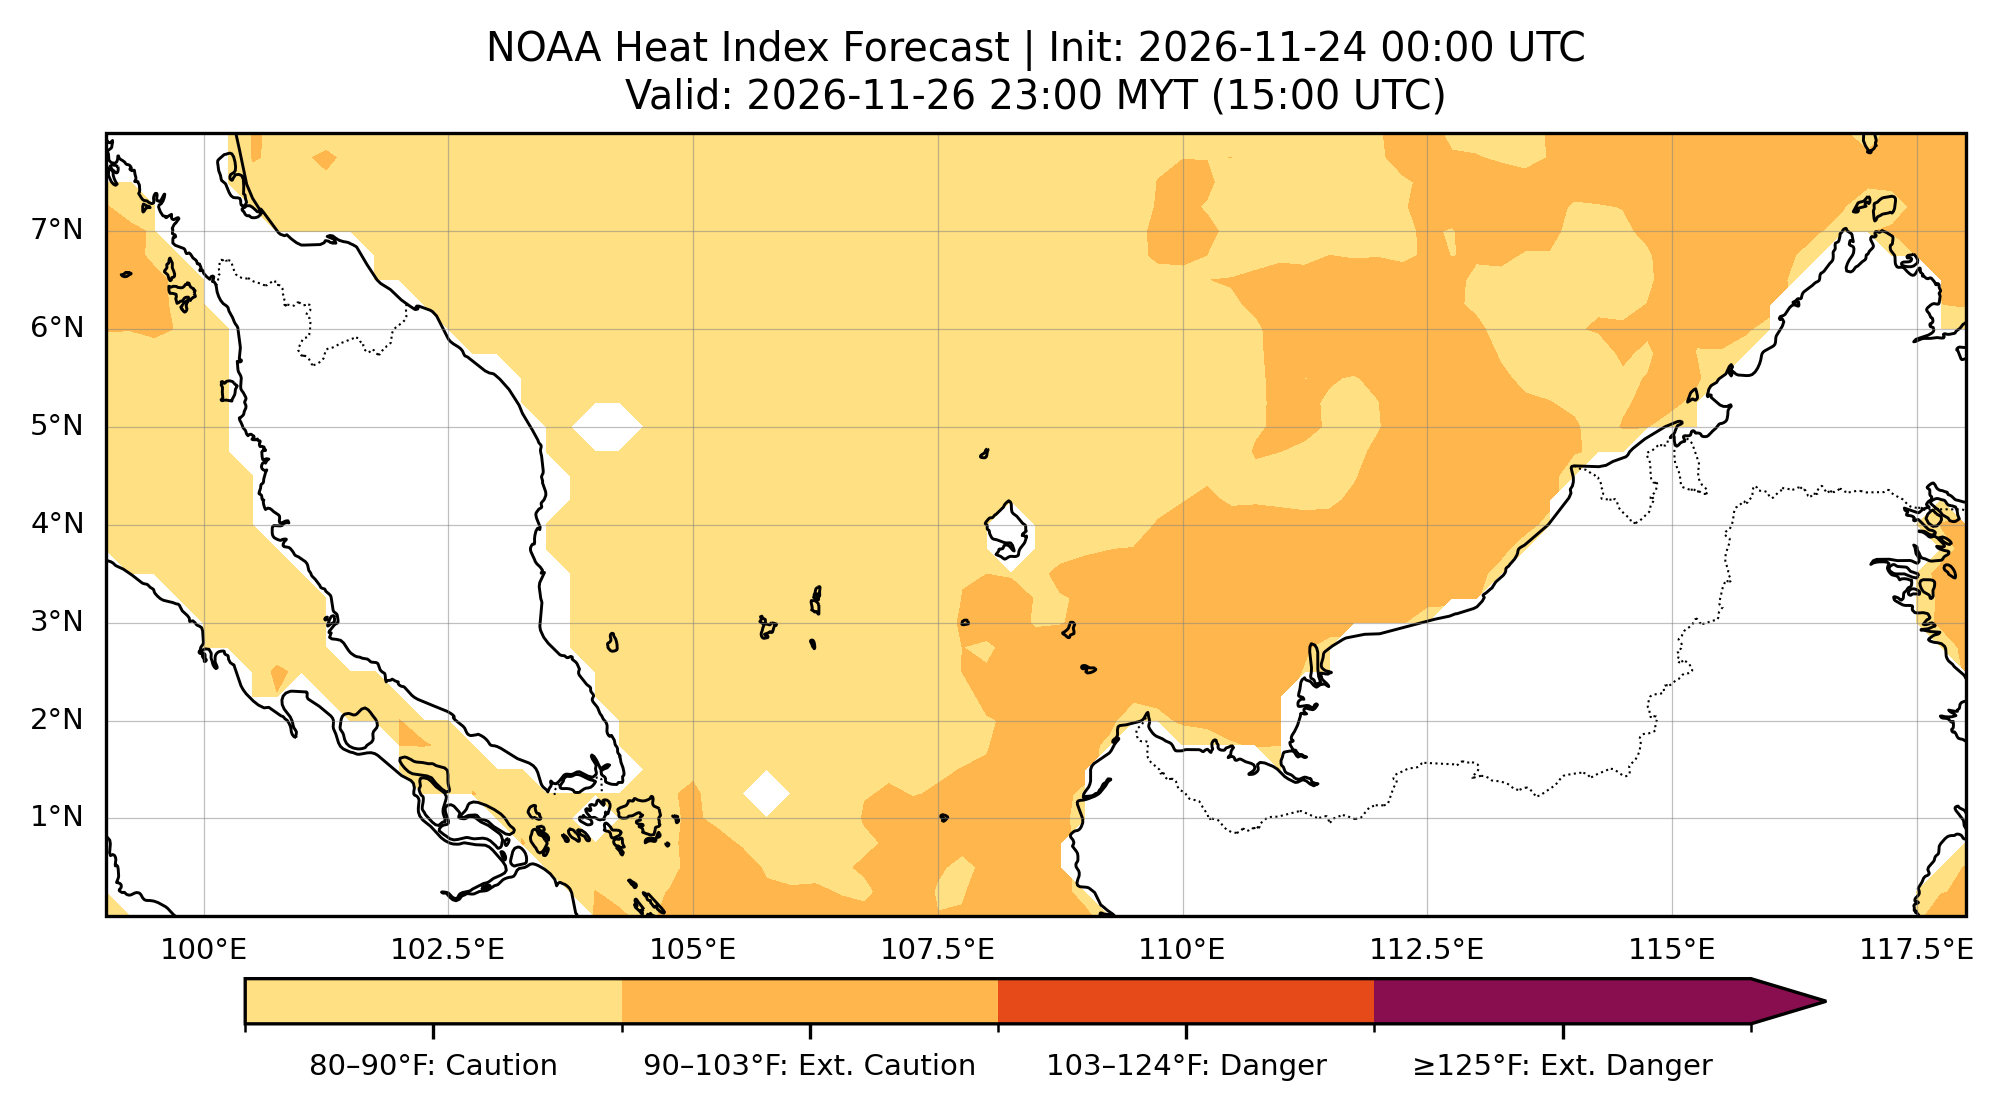 NOAA Heat Index Forecast | Init: 2026-11-24 00:00 UTC
Valid: 2026-11-26 23:00 MYT (15:00 UTC)
7°N
6°N
5°N
4°N
3°N
2°N
1°N
100°E 102.5°E 105°E 107.5°E 110°E 112.5°E 115°E 117.5°E
80–90°F: Caution 90–103°F: Ext. Caution 103–124°F: Danger ≥125°F: Ext. Danger